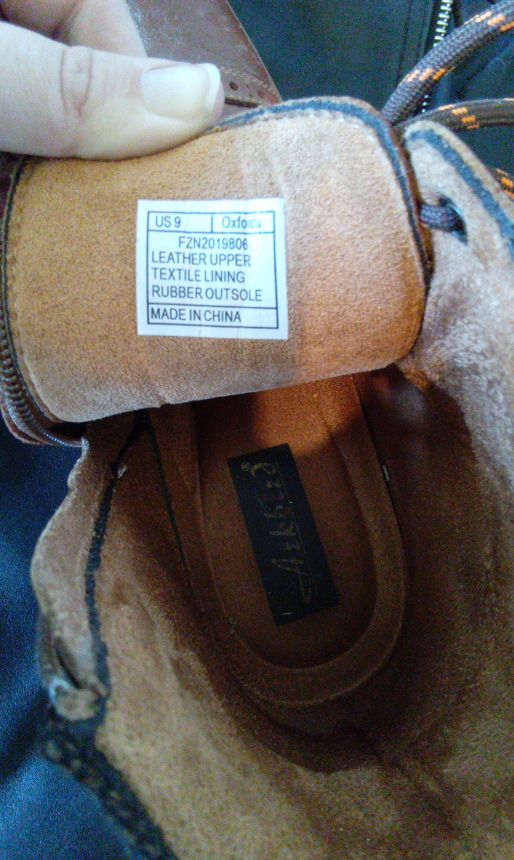 US 9 Oxfords
FZN2019806
LEATHER UPPER
TEXTILE LINING
RUBBER OUTSOLE
MADE IN CHINA